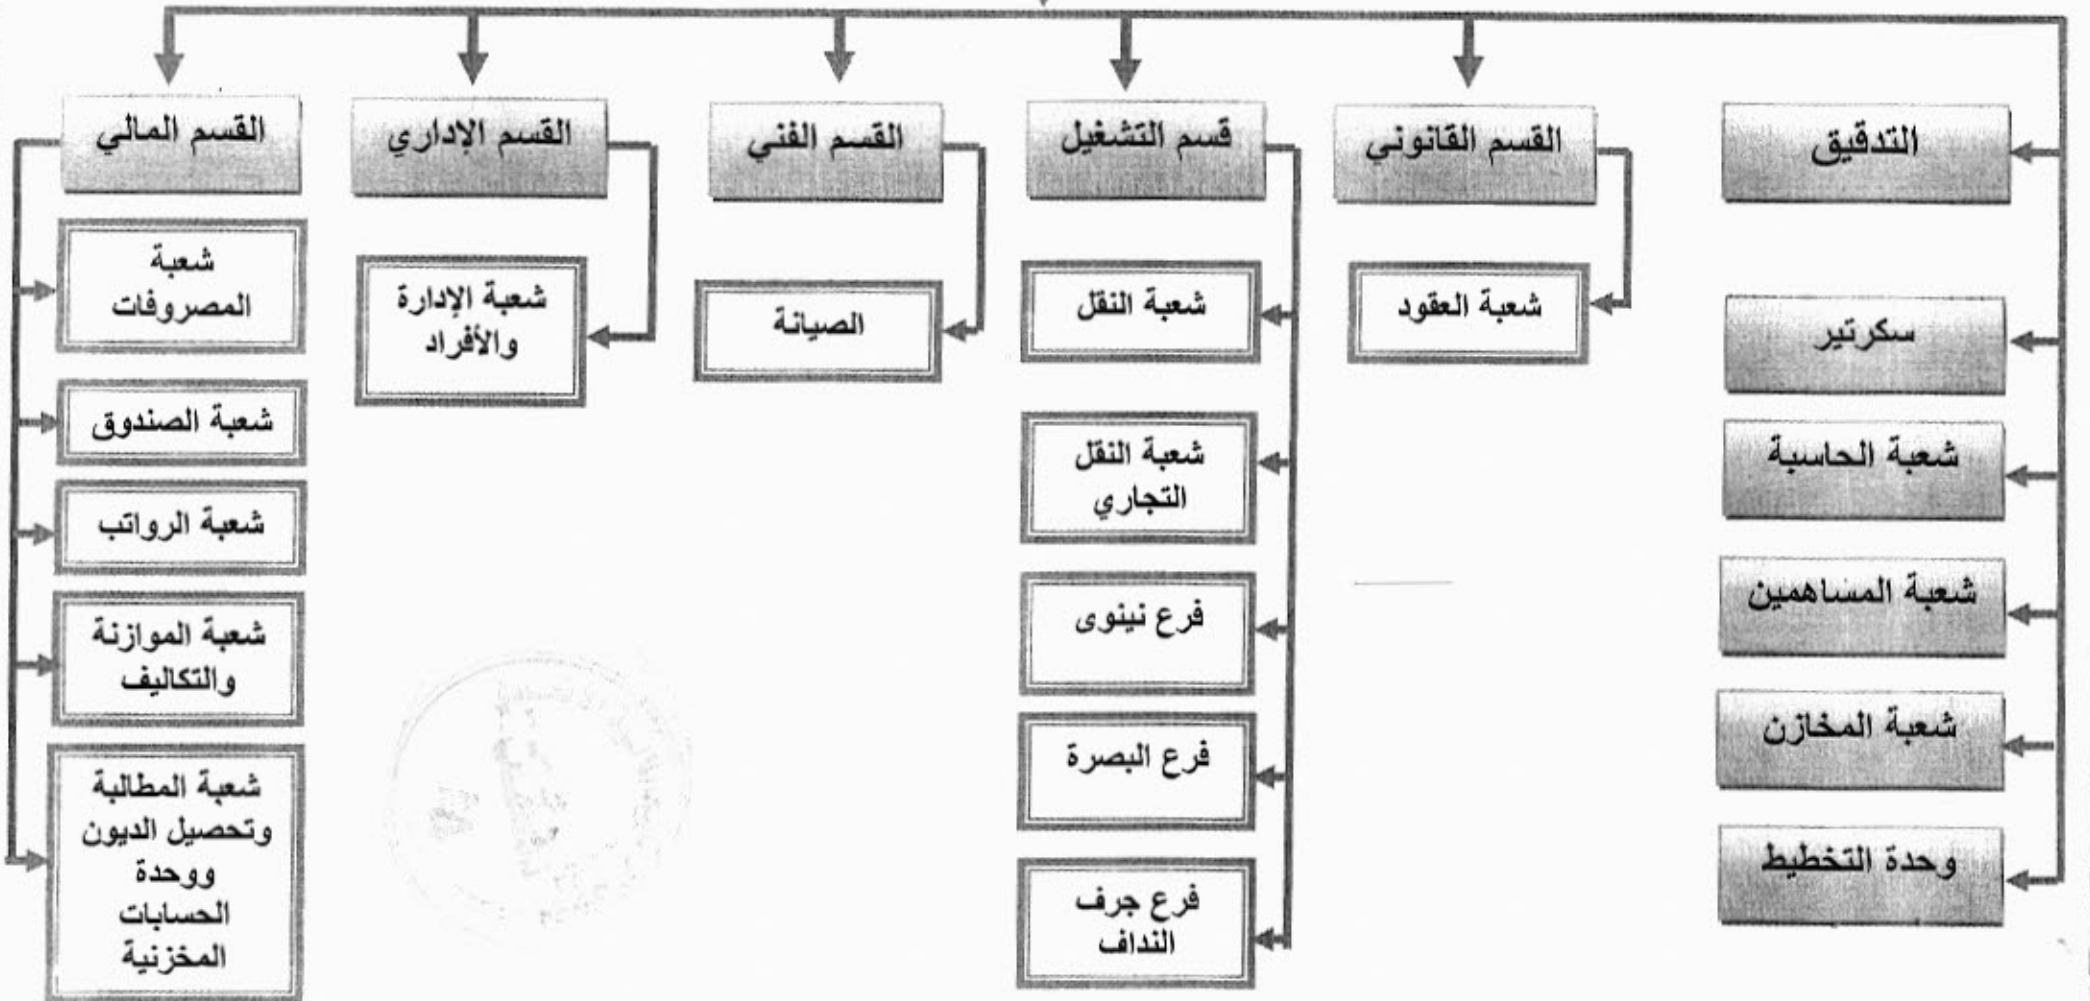 التدقيق
سكرتير
شعبة الحاسبة
شعبة المساهمين
شعبة المخازن
وحدة التخطيط
القسم القانوني
شعبة العقود
قسم التشغيل
شعبة النقل
شعبة النقل
التجاري
فرع نينوى
فرع البصرة
فرع جرف
النداف
القسم الفني
الصيانة
القسم الإداري
شعبة الإدارة
والأفراد
القسم المالي
شعبة
المصروفات
شعبة الصندوق
شعبة الرواتب
شعبة الموازنة
والتكاليف
شعبة المطالبة
وتحصيل الديون
ووحدة
الحسابات
المخزنية